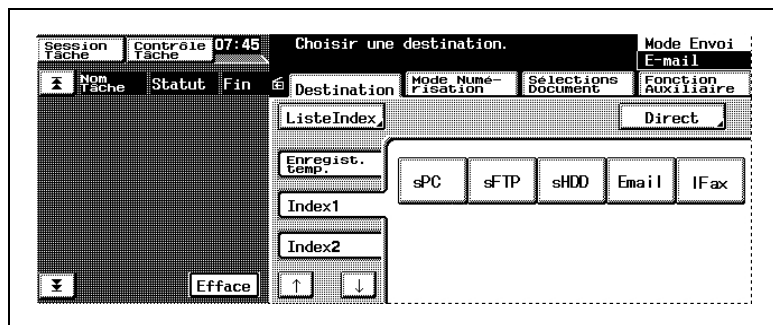 Session Tâche
Contrôle Tâche
07:45
Choisir une destination.
Mode Envoi
E-mail
Nom Tâche
Statut
Fin
Destination
Mode Numé-
risation
Sélections
Document
Fonction
Auxiliaire
ListeIndex
Direct
Enregist.
temp.
sPC
sFTP
sHDD
Email
IFax
Index1
Index2
Efface
↑
↓